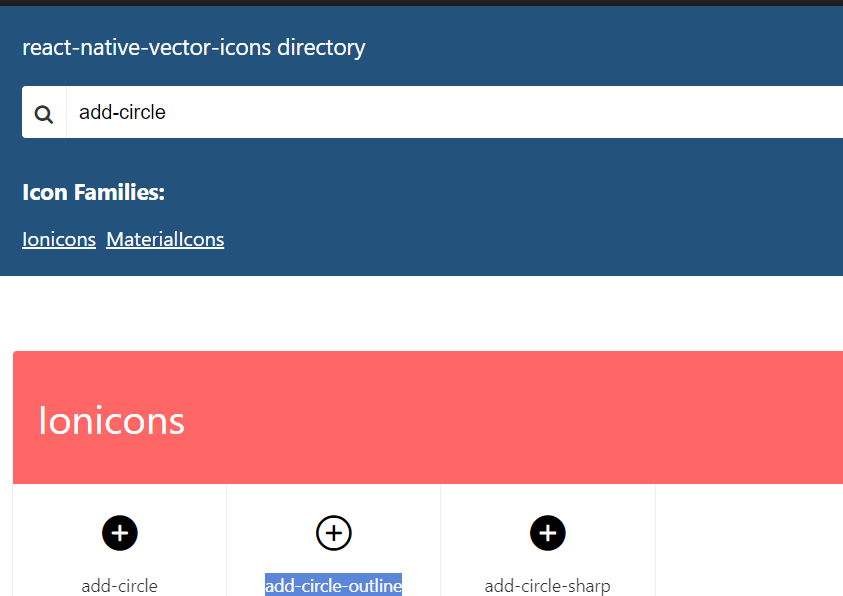 react-native-vector-icons directory
add-circle
Icon Families:
Ionicons MaterialIcons
Ionicons
add-circle add-circle-outline add-circle-sharp